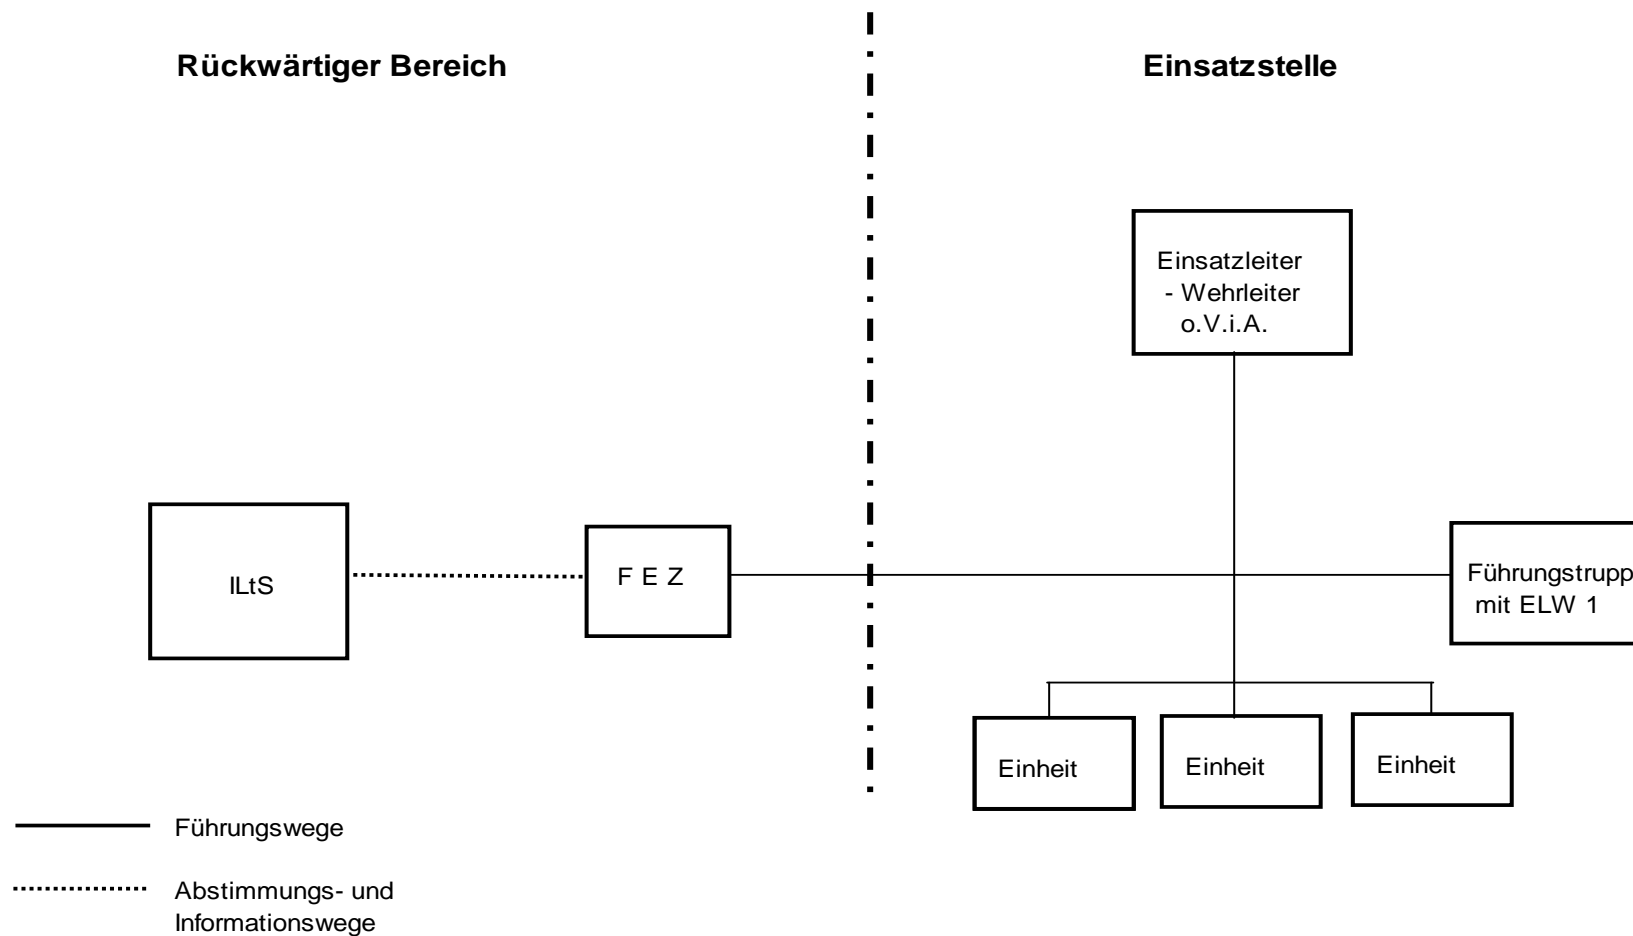 Rückwärtiger Bereich
Einsatzstelle
Einsatzleiter
- Wehrleiter
o.V.i.A.
ILtS
F E Z
Führungstrupp
mit ELW 1
Einheit
Einheit
Einheit
Führungswege
Abstimmungs- und
Informationswege